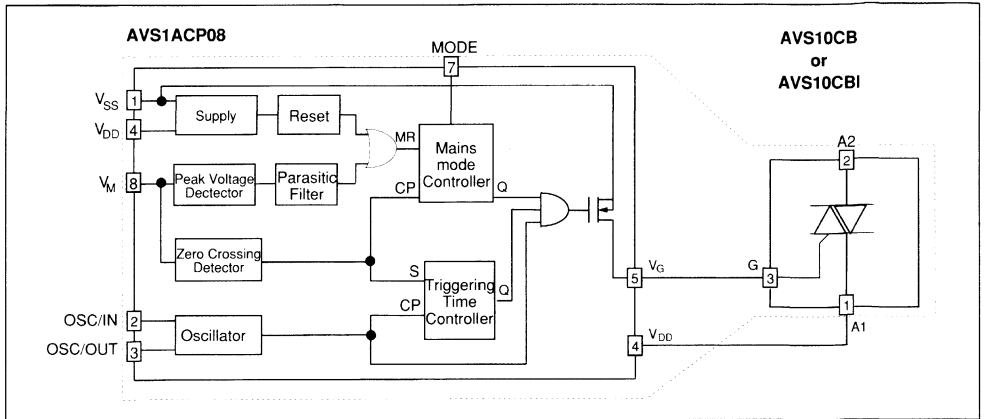 AVS1ACP08
MODE
7
AVS10CB
or
AVS10CBI
VSS
1
Supply
Reset
VDD
4
MR
Mains
mode
Controller
VM
8
Peak Voltage
Dectector
Parasitic
Filter
CP
Q
Zero Crossing
Detector
S
Triggering
Time
Controller
Q
CP
OSC/IN
2
Oscillator
OSC/OUT
3
5
VG
4
VDD
A2
2
G
3
1
A1